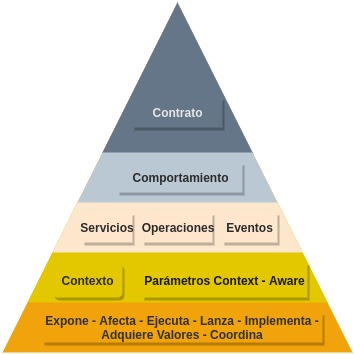 Contrato
Comportamiento
Servicios Operaciones Eventos
Contexto Parámetros Context - Aware
Expone - Afecta - Ejecuta - Lanza - Implementa -
Adquiere Valores - Coordina